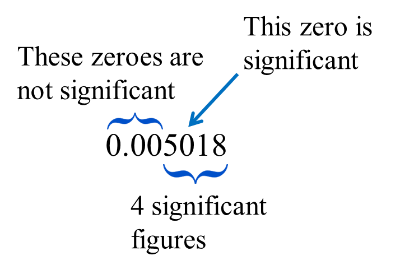 This zero is
significant
These zeroes are
not significant
0.005018
4 significant
figures